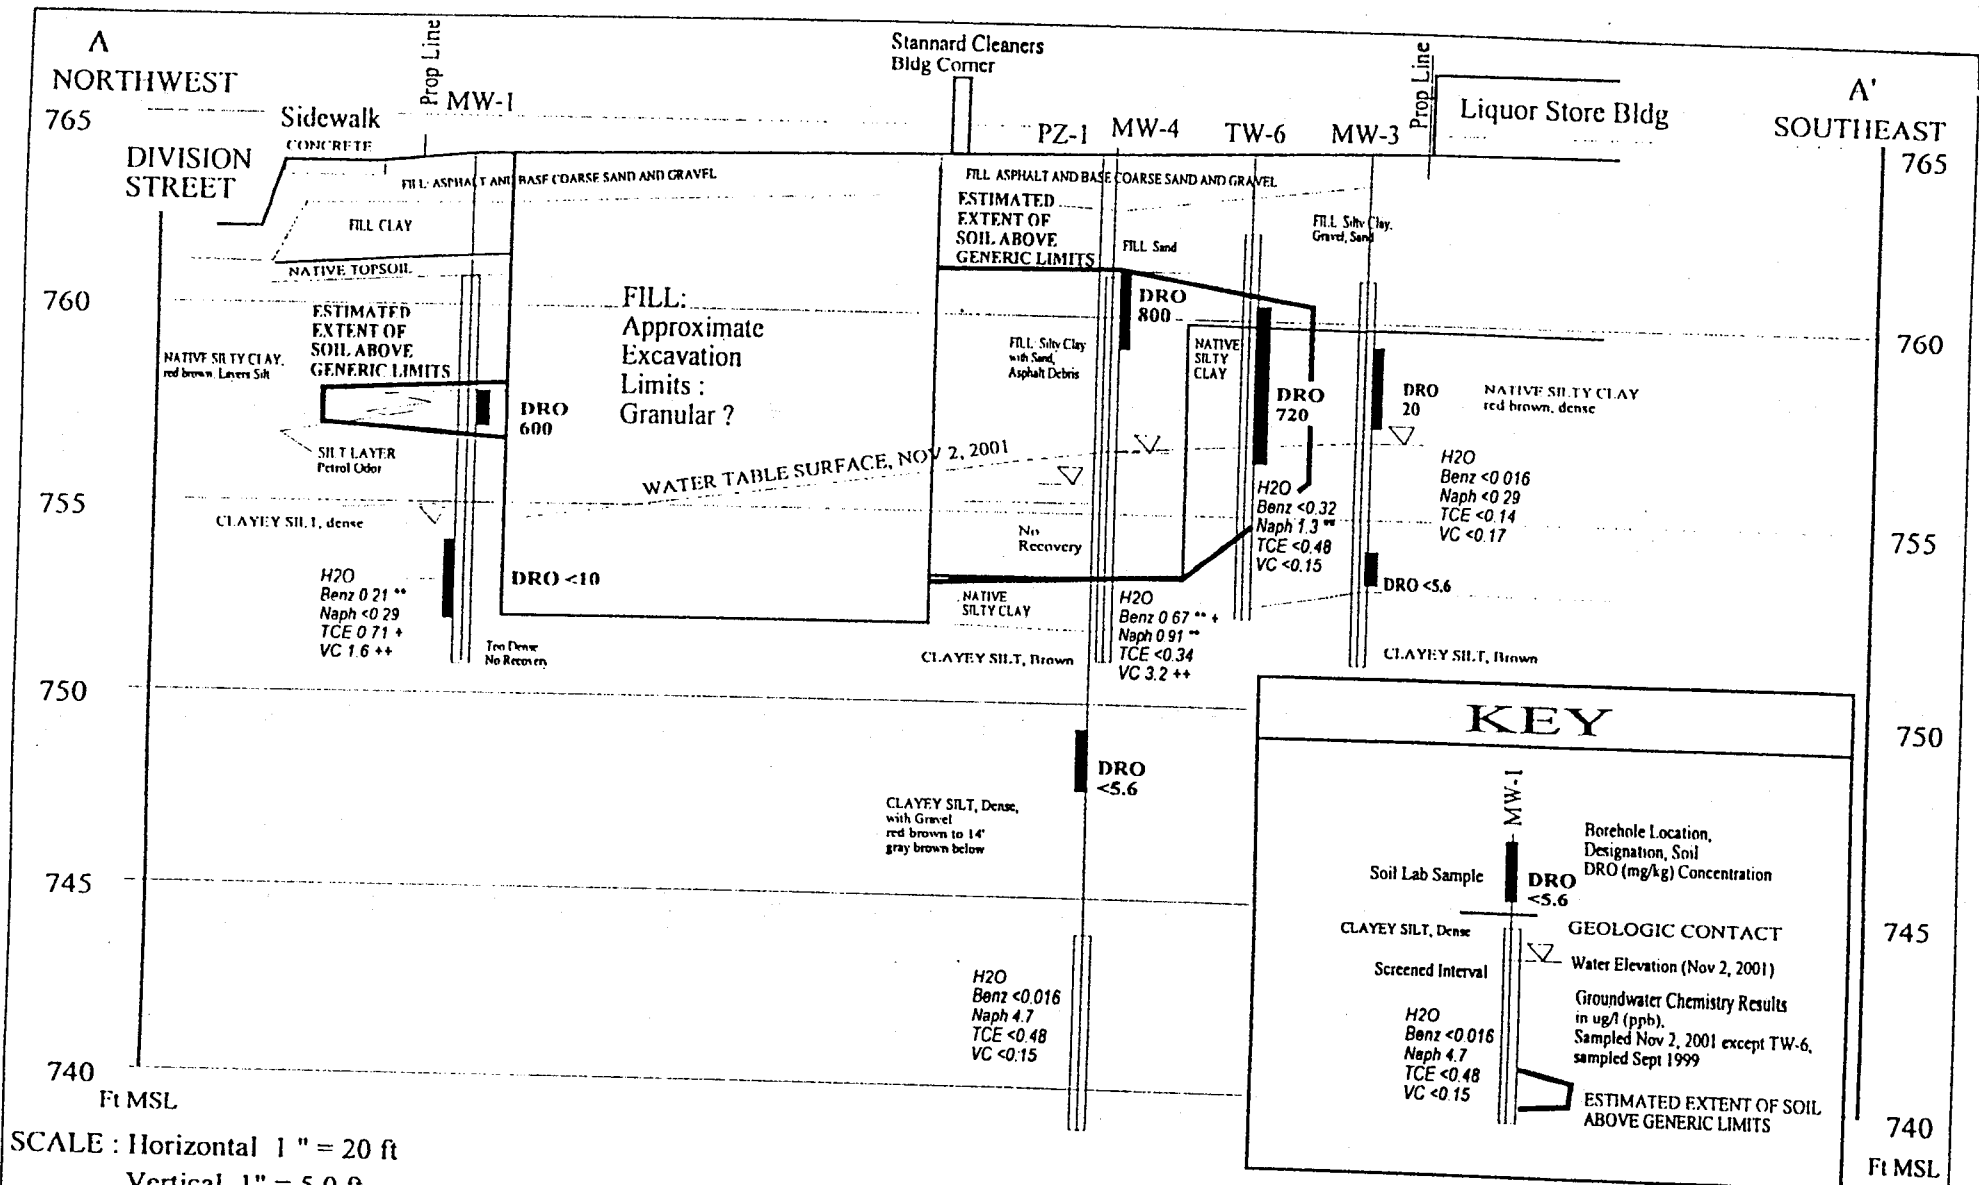 A
NORTHWEST
765
DIVISION
STREET
Sidewalk
CONCRETE
Prop Line
MW-1
Stannard Cleaners
Bldg Corner
PZ-1
MW-4
TW-6
MW-3
Prop Line
Liquor Store Bldg
A'
SOUTHEAST
765
FILL: ASPHALT AND BASE COARSE SAND AND GRAVEL
FILL ASPHALT AND BASE COARSE SAND AND GRAVEL
FILL CLAY
NATIVE TOPSOIL
ESTIMATED
EXTENT OF
SOIL ABOVE
GENERIC LIMITS
FILL Sand
FILL Silty Clay,
Gravel, Sand
760
ESTIMATED
EXTENT OF
SOIL ABOVE
GENERIC LIMITS
NATIVE SILTY CLAY,
red brown, Layers Silt
DRO
600
SILT LAYER
Petrol Odor
FILL:
Approximate
Excavation
Limits :
Granular ?
WATER TABLE SURFACE, NOV 2, 2001
DRO
800
FILL: Silty Clay
with Sand,
Asphalt Debris
NATIVE
SILTY
CLAY
DRO
720
DRO
20
NATIVE SILTY CLAY
red brown, dense
760
755
CLAYEY SILT, dense
H2O
Benz 0.21 **
Naph <0.29
TCE 0.71 +
VC 1.6 ++
Too Dense
No Recovery
DRO <10
No
Recovery
NATIVE
SILTY CLAY
H2O
Benz <0.32
Naph 1.3 **
TCE <0.48
VC <0.15
H2O
Benz <0.016
Naph <0.29
TCE <0.14
VC <0.17
755
DRO <5.6
H2O
Benz 0.67 ** +
Naph 0.91 **
TCE <0.34
VC 3.2 ++
CLAYEY SILT, Brown
CLAYEY SILT, Brown
750
DRO
<5.6
CLAYEY SILT, Dense,
with Gravel
red brown to 14'
gray brown below
745
H2O
Benz <0.016
Naph 4.7
TCE <0.48
VC <0.15
740
Ft MSL
KEY
750
MW-1
Soil Lab Sample
DRO
<5.6
Borehole Location,
Designation, Soil
DRO (mg/kg) Concentration
CLAYEY SILT, Dense
GEOLOGIC CONTACT
745
Screened Interval
Water Elevation (Nov 2, 2001)
H2O
Benz <0.016
Naph 4.7
TCE <0.48
VC <0.15
Groundwater Chemistry Results
in ug/l (ppb),
Sampled Nov 2, 2001 except TW-6,
sampled Sept 1999
ESTIMATED EXTENT OF SOIL
ABOVE GENERIC LIMITS
740
Ft MSL
SCALE : Horizontal 1 " = 20 ft
Vertical 1" = 5.0 ft